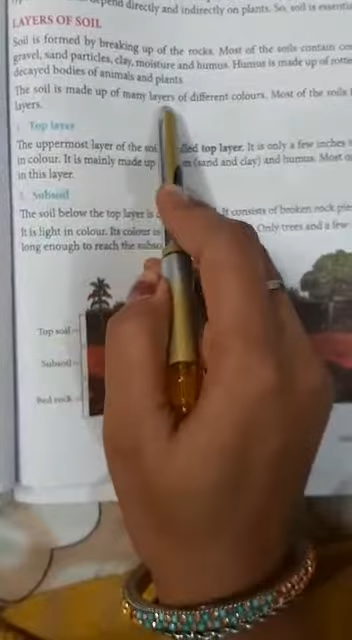 depend directly and indirectly on plants. So, soil is essentia
LAYERS OF SOIL
Soil is formed by breaking up of the rocks. Most of the soils contain
gravel, sand particles, clay, moisture and humus. Humus is made up of
decayed bodies of animals and plants.
The soil is made up of many layers of different colours. Most of the soils
layers.
1. Top layer
The uppermost layer of the soi lled top layer. It is only a few inches
in colour. It is mainly made up (sand and clay) and humus. Most
in this layer.
2. Subsoil
The soil below the top layer is It consists of broken rock
It is light in colour. Its colour is Only trees and a few
long enough to reach the subso
Top soil
Subsoil
Bed rock